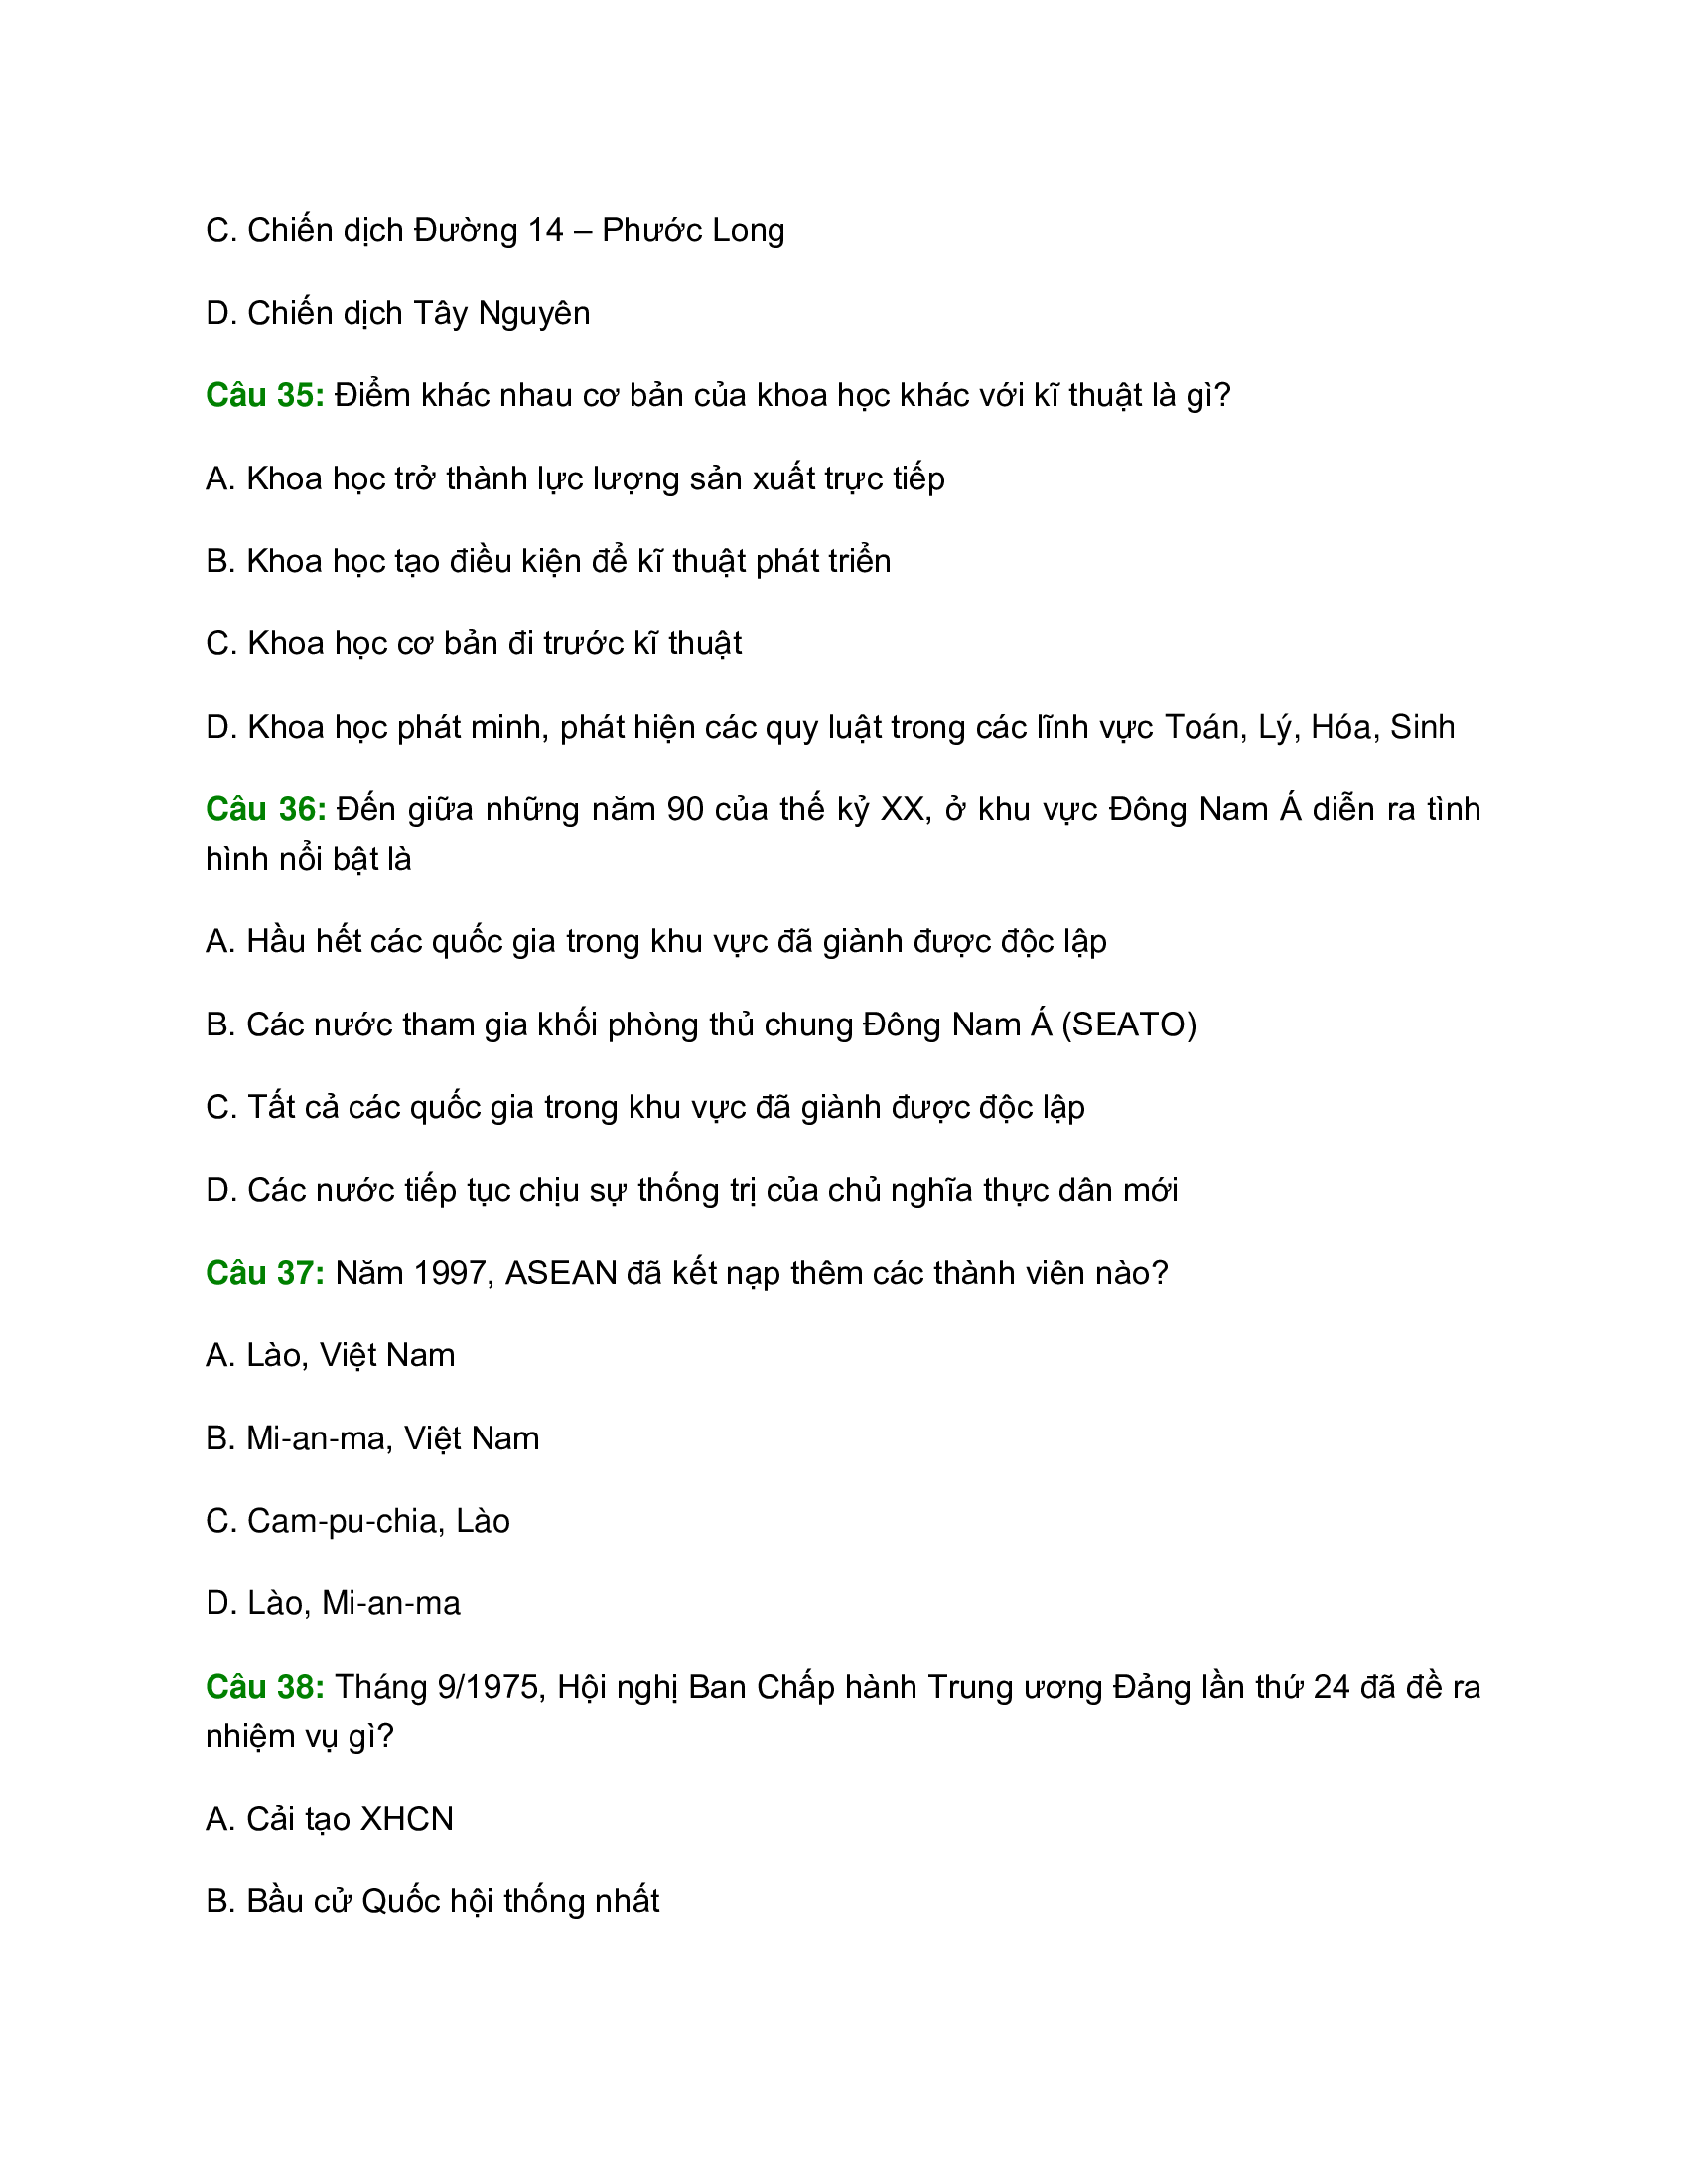 C. Chiến dịch Đường 14 – Phước Long
D. Chiến dịch Tây Nguyên
Câu 35: Điểm khác nhau cơ bản của khoa học khác với kĩ thuật là gì?
A. Khoa học trở thành lực lượng sản xuất trực tiếp
B. Khoa học tạo điều kiện để kĩ thuật phát triển
C. Khoa học cơ bản đi trước kĩ thuật
D. Khoa học phát minh, phát hiện các quy luật trong các lĩnh vực Toán, Lý, Hóa, Sinh
Câu 36: Đến giữa những năm 90 của thế kỷ XX, ở khu vực Đông Nam Á diễn ra tình
hình nổi bật là
A. Hầu hết các quốc gia trong khu vực đã giành được độc lập
B. Các nước tham gia khối phòng thủ chung Đông Nam Á (SEATO)
C. Tất cả các quốc gia trong khu vực đã giành được độc lập
D. Các nước tiếp tục chịu sự thống trị của chủ nghĩa thực dân mới
Câu 37: Năm 1997, ASEAN đã kết nạp thêm các thành viên nào?
A. Lào, Việt Nam
B. Mi-an-ma, Việt Nam
C. Cam-pu-chia, Lào
D. Lào, Mi-an-ma
Câu 38: Tháng 9/1975, Hội nghị Ban Chấp hành Trung ương Đảng lần thứ 24 đã đề ra
nhiệm vụ gì?
A. Cải tạo XHCN
B. Bầu cử Quốc hội thống nhất